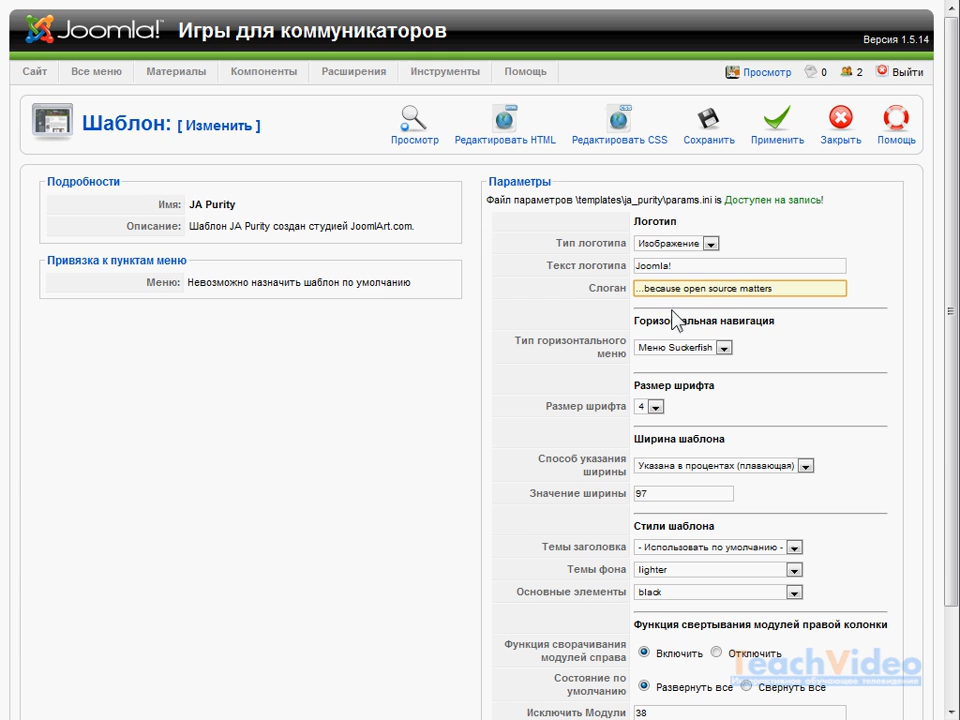 Joomla!™ Игры для коммуникаторов
Версия 1.5.14
Сайт Все меню Материалы Компоненты Расширения Инструменты Помощь Просмотр 0 2 Выйти
Шаблон: [ Изменить ]
Просмотр Редактировать HTML Редактировать CSS Сохранить Применить Закрыть Помощь
Подробности
Имя: JA Purity
Описание: Шаблон JA Purity создан студией JoomlArt.com.
Привязка к пунктам меню
Меню: Невозможно назначить шаблон по умолчанию
Параметры
Файл параметров \templates\ja_purity\params.ini is Доступен на запись!
Логотип
Тип логотипа Изображение
Текст логотипа Joomla!
Слоган ...because open source matters
Горизонтальная навигация
Тип горизонтального
меню Меню Suckerfish
Размер шрифта
Размер шрифта 4
Ширина шаблона
Способ указания
ширины Указана в процентах (плавающая)
Значение ширины 97
Стили шаблона
Темы заголовка - Использовать по умолчанию -
Темы фона lighter
Основные элементы black
Функция свертывания модулей правой колонки
Функция сворачивания
модулей справа Включить Отключить
TeachVideo
Состояние по
умолчанию Развернуть все Свернуть все
Исключить Модули 38